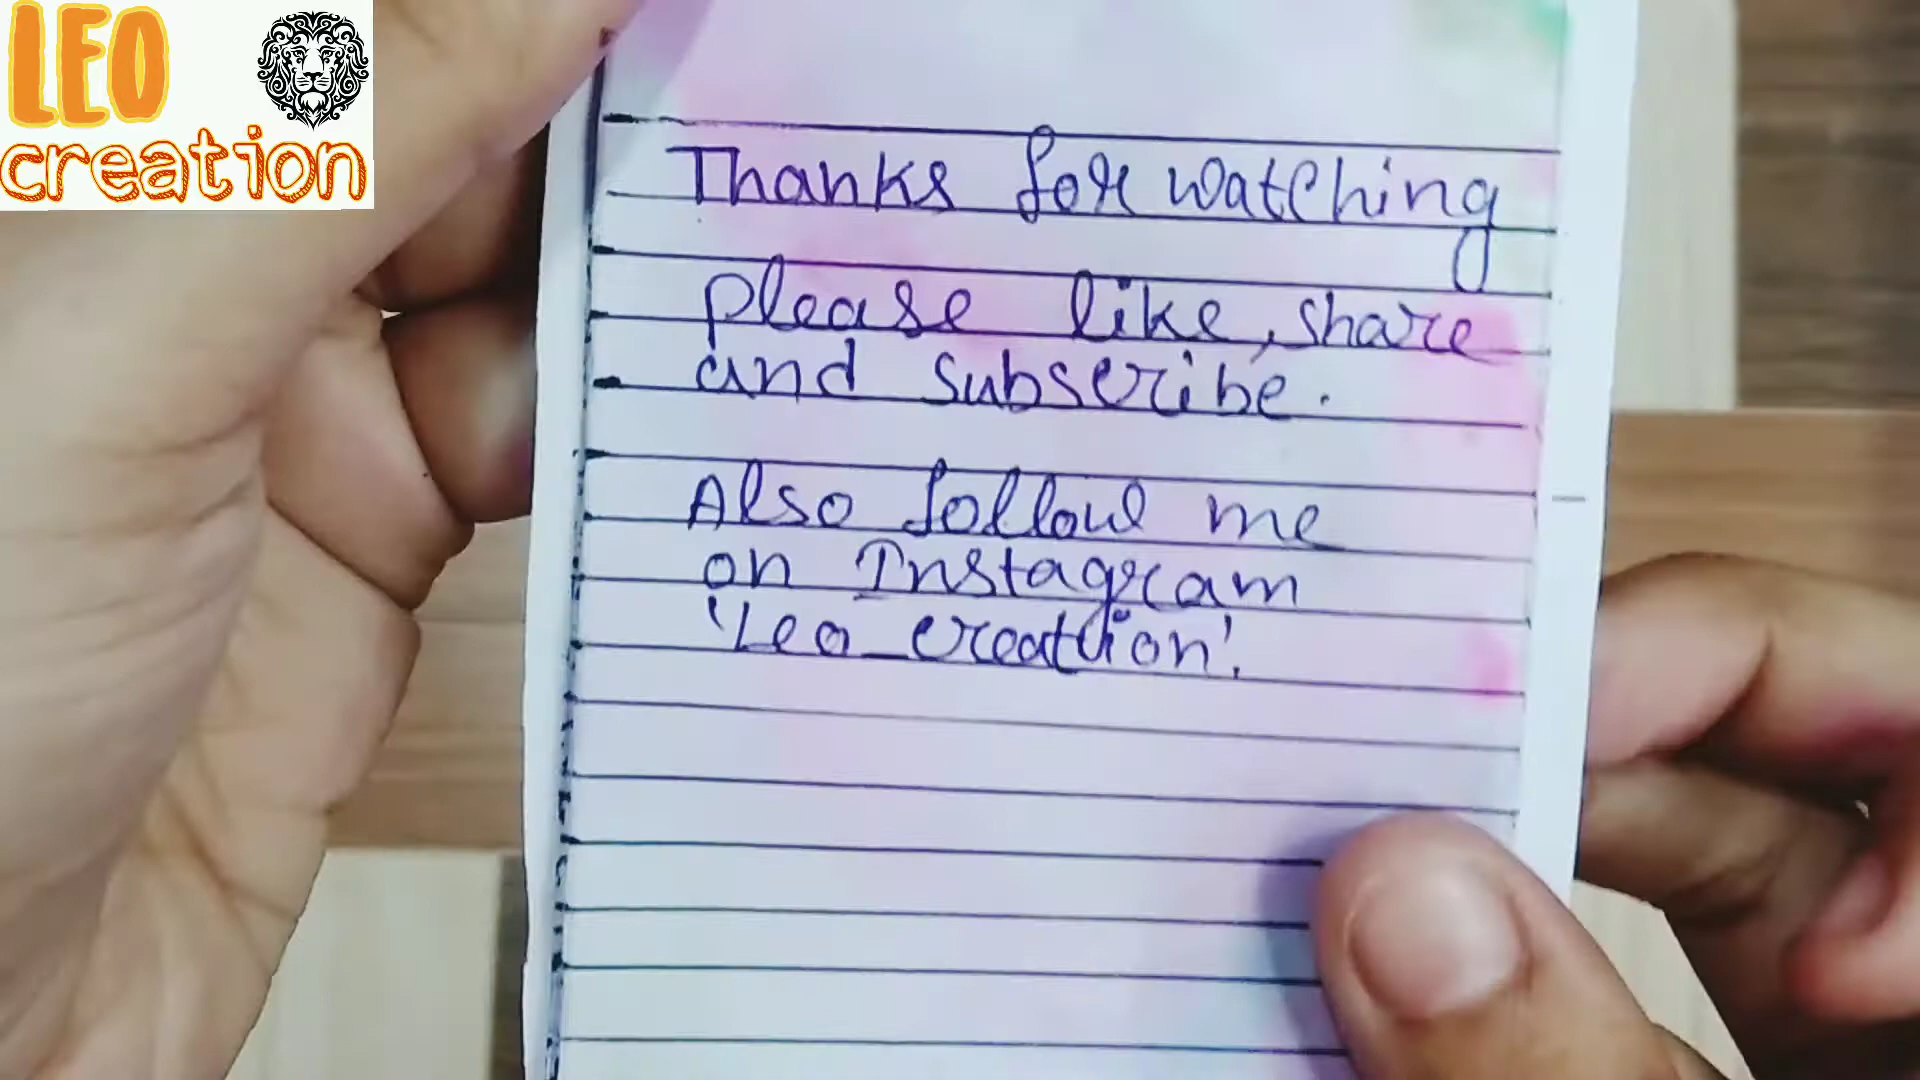 LEO
creation
Thanks for watching
please like, share
and subscribe.
Also follow me
on Instagram
'Leo_creation'.